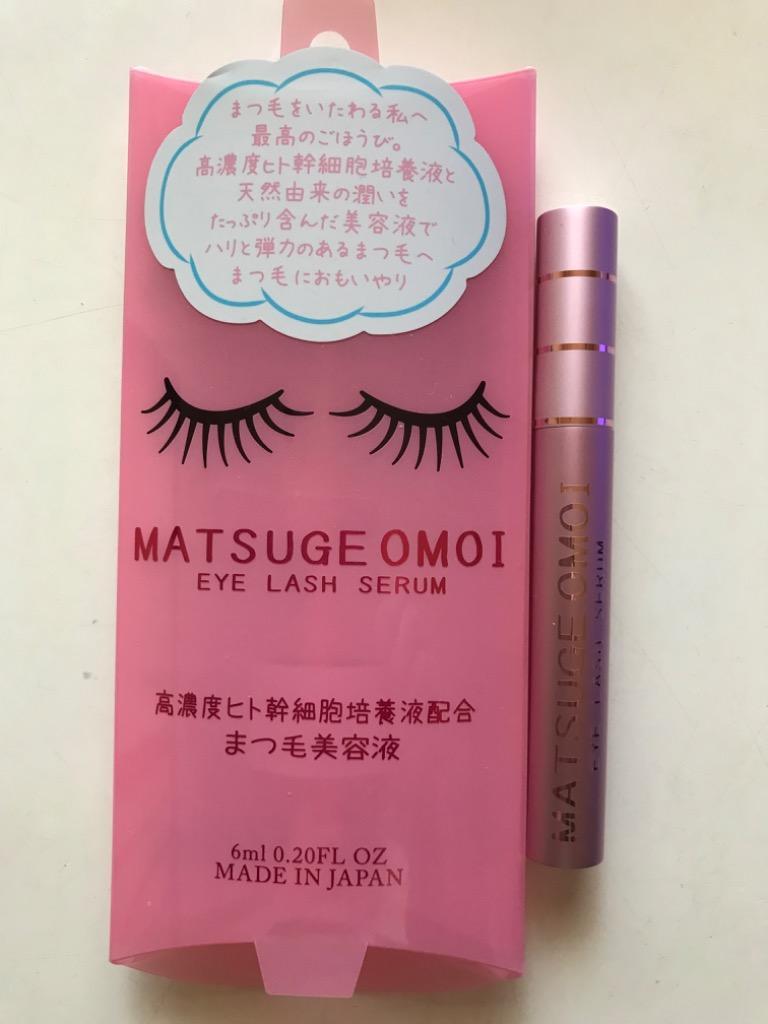 まつ毛をいたわる私へ
最高のごほうび。
高濃度ヒト幹細胞培養液と
天然由来の潤いを
たっぷり含んだ美容液で
ハリと弾力のあるまつ毛へ
まつ毛におもいやり
MATSUGE OMOI
EYE LASH SERUM
高濃度ヒト幹細胞培養液配合
まつ毛美容液
6ml 0.20FL OZ
MADE IN JAPAN
MATSUGE OMOI
EYE LASH SERUM